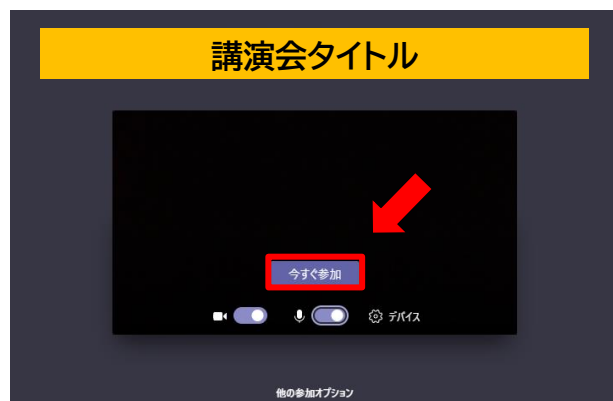 講演会タイトル
今すぐ参加
デバイス
他の参加オプション